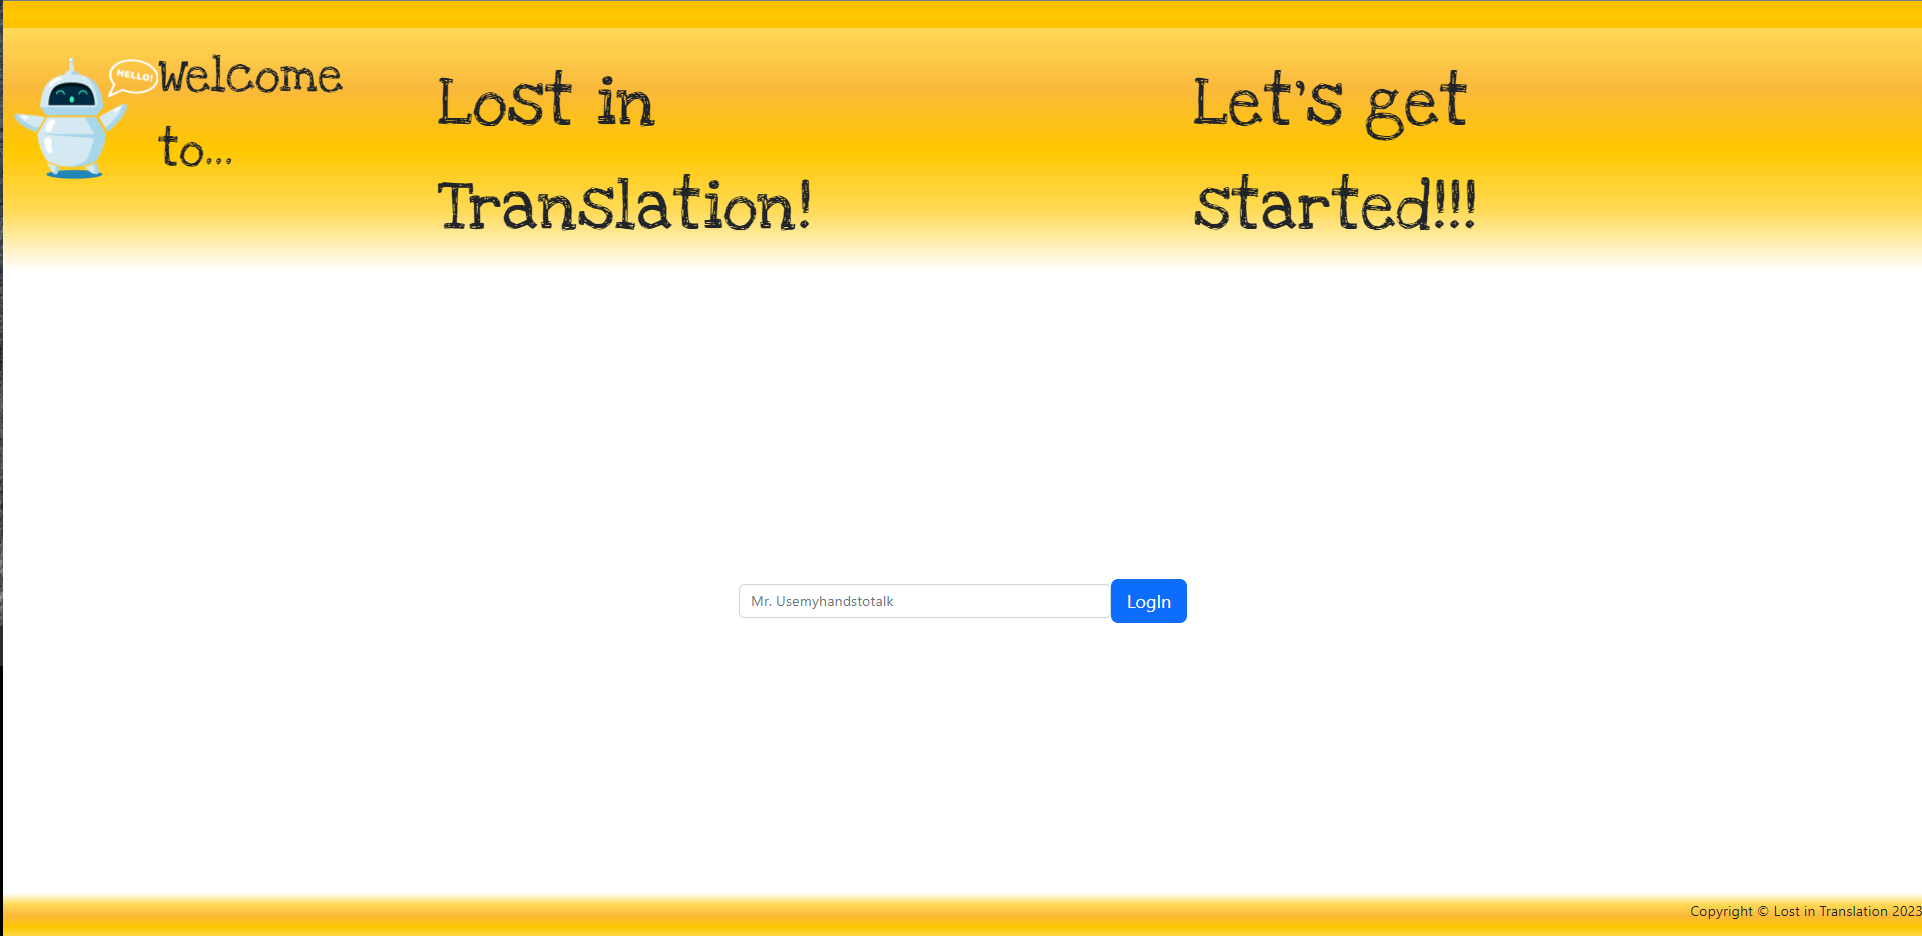 HELLO!
Welcome
to...
Lost in
Translation!
Let's get
started!!!
Mr. Usemyhandstotalk
LogIn
Copyright © Lost in Translation 2023